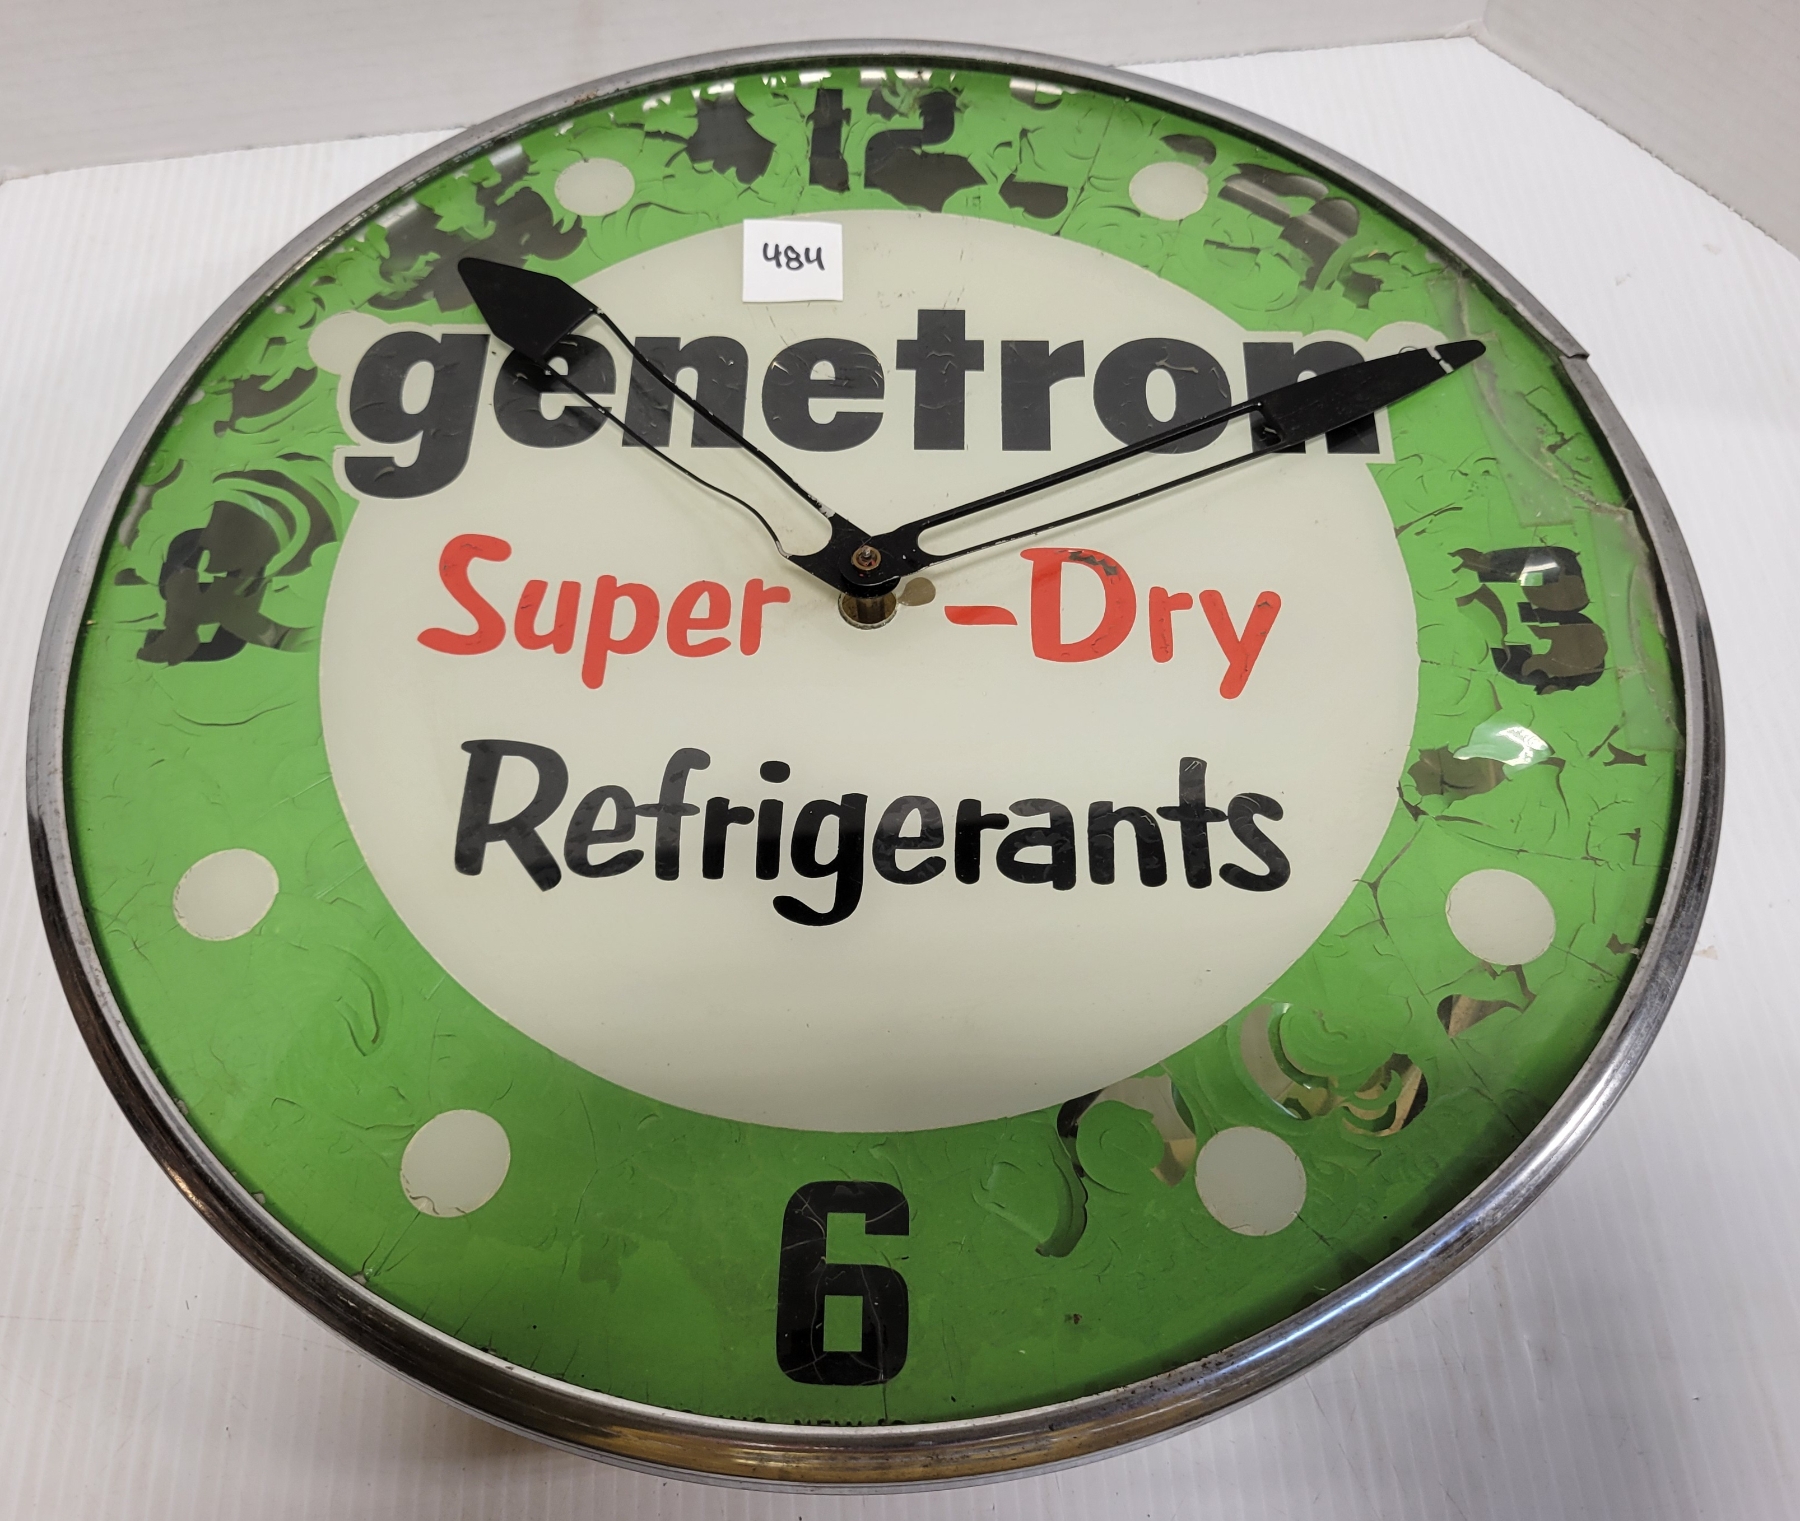 12
484
genetron
Super-Dry
3
Refrigerants
6